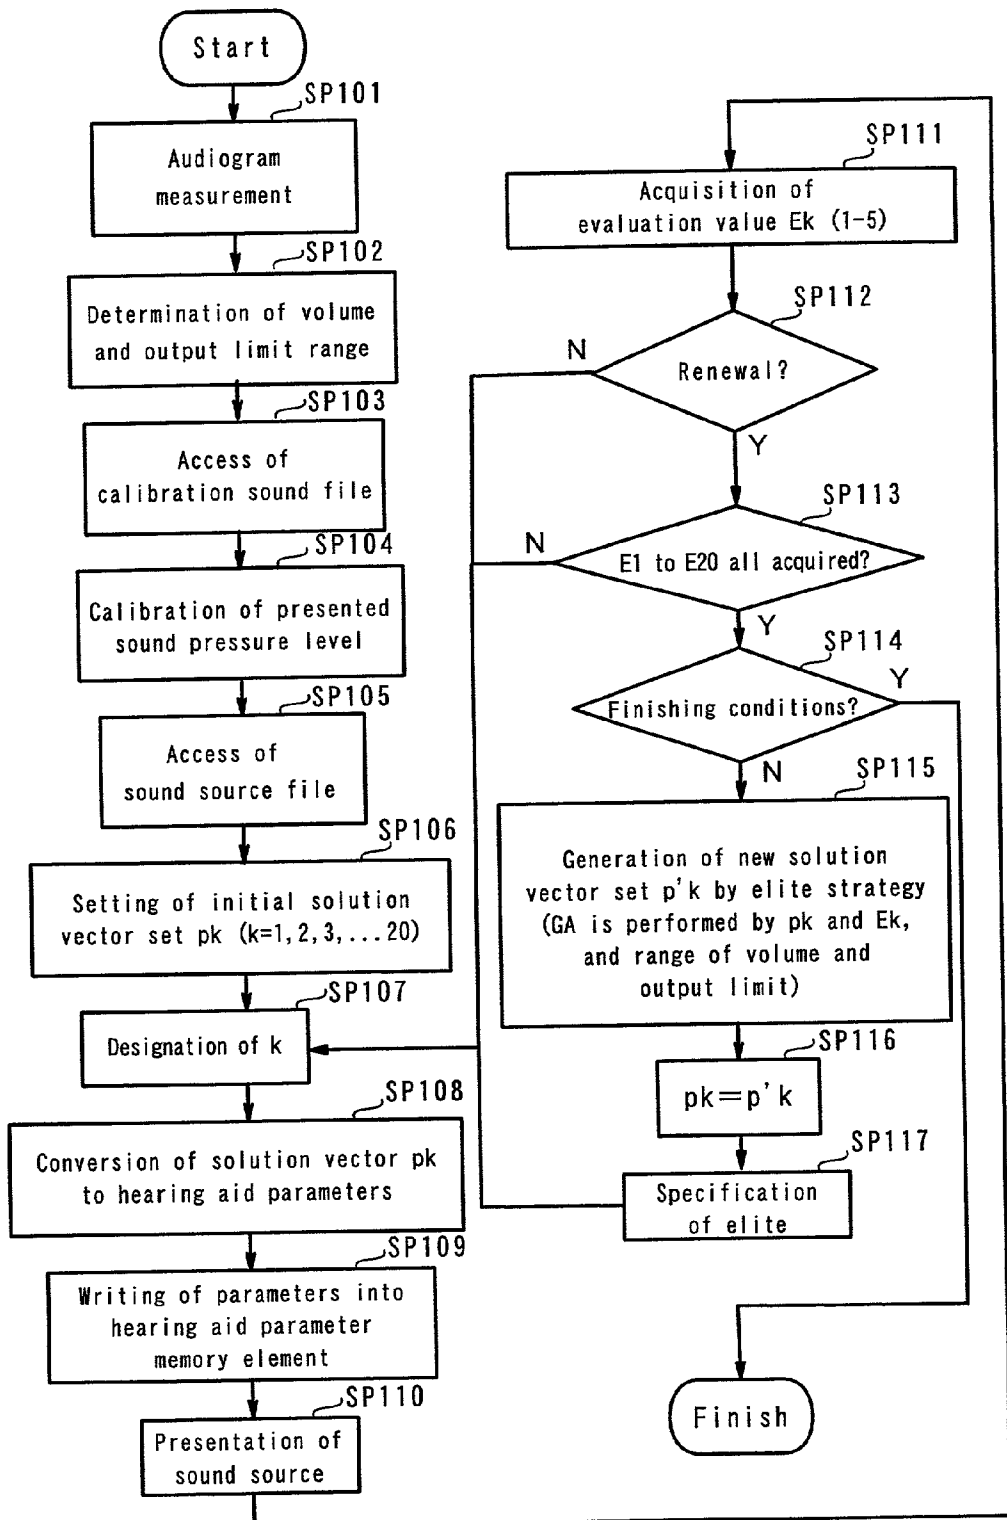 Start
SP101
Audiogram
measurement
SP102
Determination of volume
and output limit range
SP103
Access of
calibration sound file
SP104
Calibration of presented
sound pressure level
SP105
Access of
sound source file
SP106
Setting of initial solution
vector set pk (k=1,2,3,...20)
SP107
Designation of k
SP108
Conversion of solution vector pk
to hearing aid parameters
SP109
Writing of parameters into
hearing aid parameter
memory element
SP110
Presentation of
sound source
SP111
Acquisition of
evaluation value Ek (1-5)
SP112
N
Renewal?
Y
SP113
N
E1 to E20 all acquired?
Y
SP114
Y
Finishing conditions?
N
SP115
Generation of new solution
vector set p'k by elite strategy
(GA is performed by pk and Ek,
and range of volume and
output limit)
SP116
pk=p'k
SP117
Specification
of elite
Finish